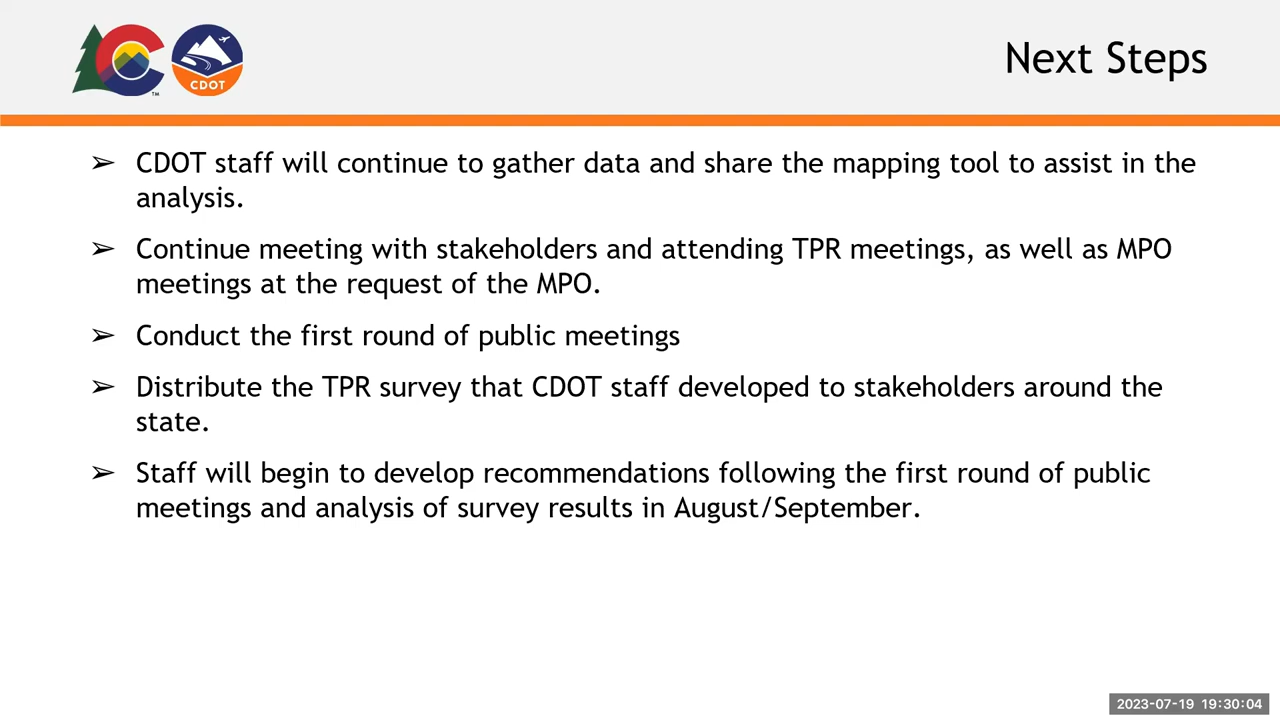 Next Steps
TM
CDOT
➢ CDOT staff will continue to gather data and share the mapping tool to assist in the
analysis.
➢ Continue meeting with stakeholders and attending TPR meetings, as well as MPO
meetings at the request of the MPO.
➢ Conduct the first round of public meetings
➢ Distribute the TPR survey that CDOT staff developed to stakeholders around the
state.
➢ Staff will begin to develop recommendations following the first round of public
meetings and analysis of survey results in August/September.
2023-07-19 19:30:04